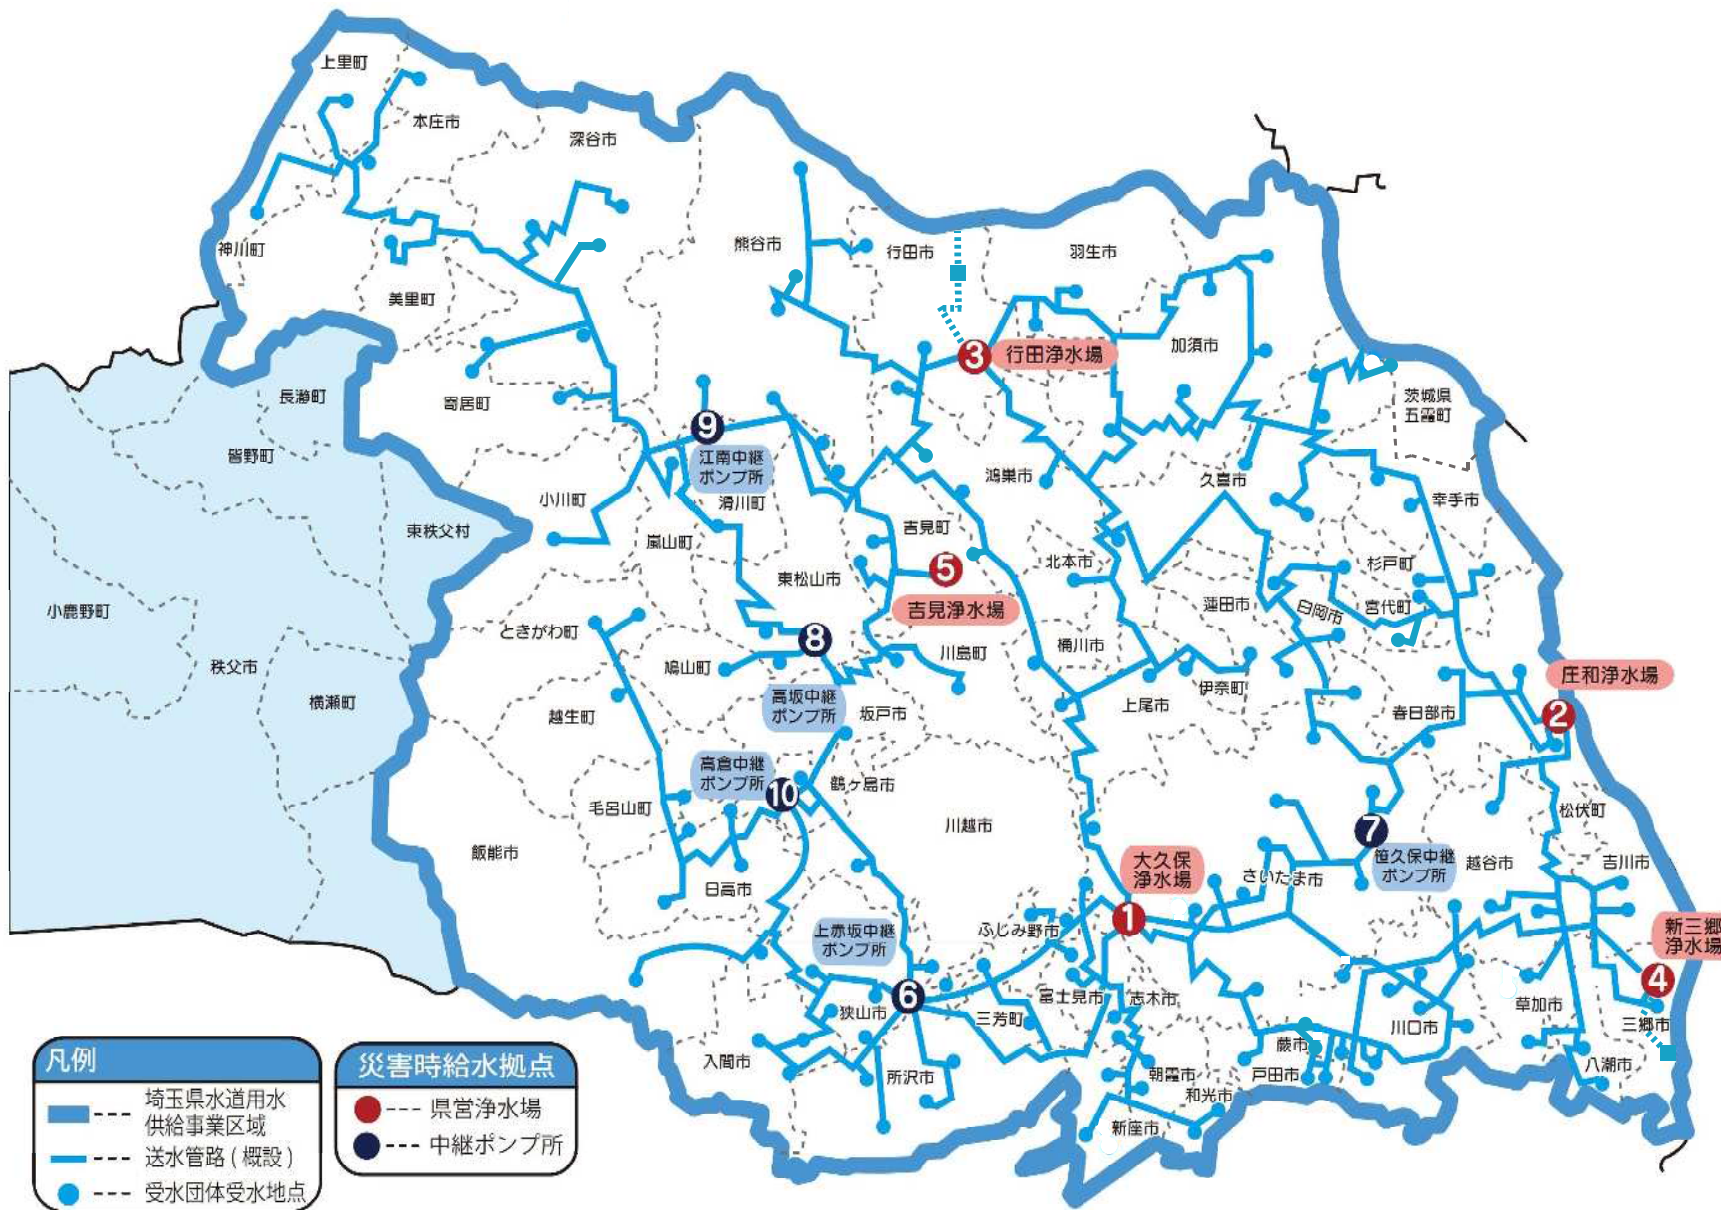 上里町
本庄市
深谷市
神川町
美里町
熊谷市
行田市
羽生市
加須市
3
行田浄水場
長瀞町
寄居町
皆野町
茨城県
五霞町
9
江南中継
ポンプ所
小川町
滑川町
鴻巣市
久喜市
幸手市
東秩父村
嵐山町
吉見町
東松山市
5
吉見浄水場
北本市
杉戸町
小鹿野町
ときがわ町
蓮田市
白岡市
宮代町
秩父市
8
鳩山町
川島町
桶川市
横瀬町
越生町
高坂中継
ポンプ所
坂戸市
上尾市
伊奈町
庄和浄水場
2
春日部市
高倉中継
ポンプ所
10
鶴ヶ島市
毛呂山町
川越市
松伏町
飯能市
7
笹久保中継
ポンプ所
越谷市
吉川市
日高市
大久保
浄水場
1
さいたま市
上赤坂中継
ポンプ所
ふじみ野市
新三郷
浄水場
4
6
狭山市
三芳町
富士見市
志木市
草加市
三郷市
川口市
蕨市
入間市
所沢市
朝霞市
戸田市
八潮市
和光市
新座市
凡例
埼玉県水道用水
供給事業区域
送水管路(概設)
受水団体受水地点
災害時給水拠点
県営浄水場
中継ポンプ所